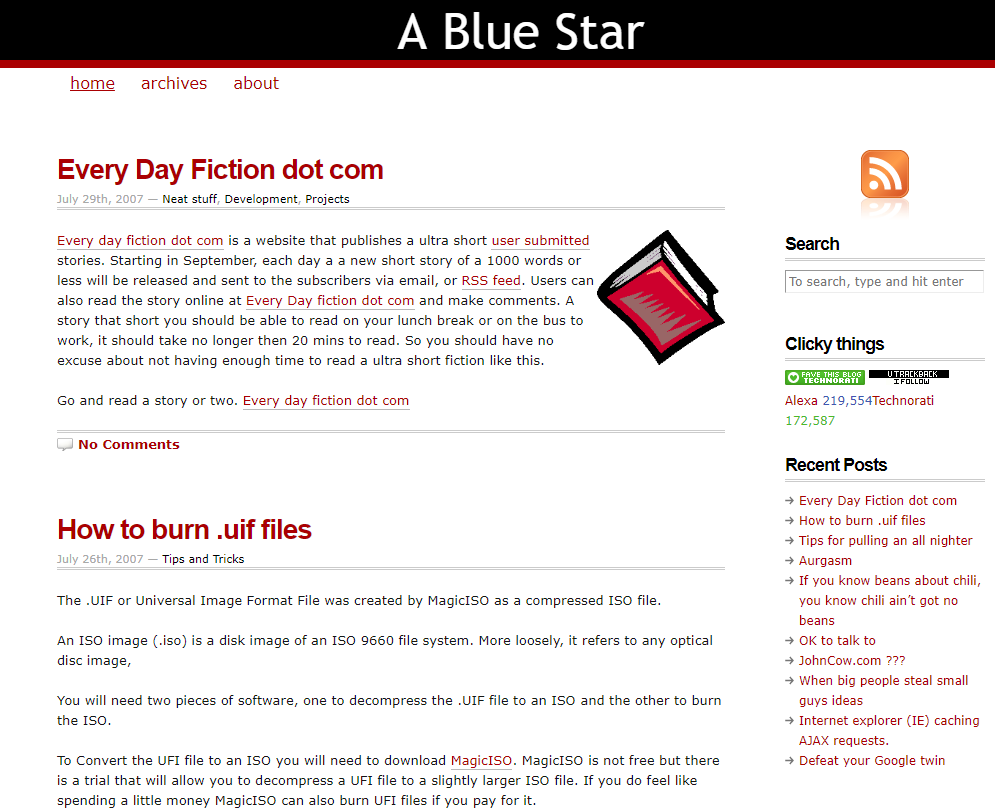 A Blue Star
home archives about
Every Day Fiction dot com
July 29th, 2007 — Neat stuff, Development, Projects
Every day fiction dot com is a website that publishes a ultra short user submitted
stories. Starting in September, each day a a new short story of a 1000 words or
less will be released and sent to the subscribers via email, or RSS feed. Users can
also read the story online at Every Day fiction dot com and make comments. A
story that short you should be able to read on your lunch break or on the bus to
work, it should take no longer then 20 mins to read. So you should have no
excuse about not having enough time to read a ultra short fiction like this.
Go and read a story or two. Every day fiction dot com
No Comments
How to burn .uif files
July 26th, 2007 — Tips and Tricks
The .UIF or Universal Image Format File was created by MagicISO as a compressed ISO file.
An ISO image (.iso) is a disk image of an ISO 9660 file system. More loosely, it refers to any optical
disc image,
You will need two pieces of software, one to decompress the .UIF file to an ISO and the other to burn
the ISO.
To Convert the UFI file to an ISO you will need to download MagicISO. MagicISO is not free but there
is a trial that will allow you to decompress a UFI file to a slightly larger ISO file. If you do feel like
spending a little money MagicISO can also burn UFI files if you pay for it.
Search
To search, type and hit enter
Clicky things
FAVE THIS BLOG
TECHNORATI
U TRACKBACK
I FOLLOW
Alexa 219,554Technorati
172,587
Recent Posts
Every Day Fiction dot com
How to burn .uif files
Tips for pulling an all nighter
Aurgasm
If you know beans about chili,
you know chili ain’t got no
beans
OK to talk to
JohnCow.com ???
When big people steal small
guys ideas
Internet explorer (IE) caching
AJAX requests.
Defeat your Google twin